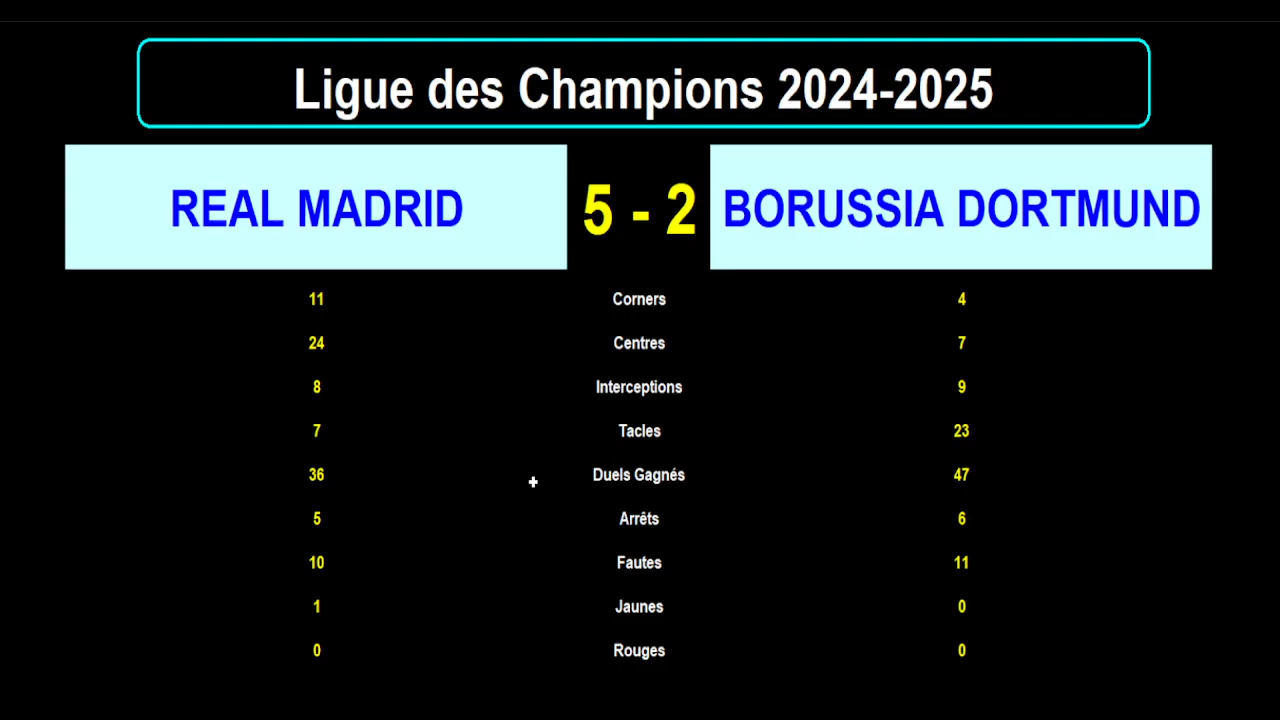 Ligue des Champions 2024-2025
REAL MADRID 5 - 2 BORUSSIA DORTMUND
11 Corners 4
24 Centres 7
8 Interceptions 9
7 Tacles 23
36 Duels Gagnés 47
5 Arrêts 6
10 Fautes 11
1 Jaunes 0
0 Rouges 0